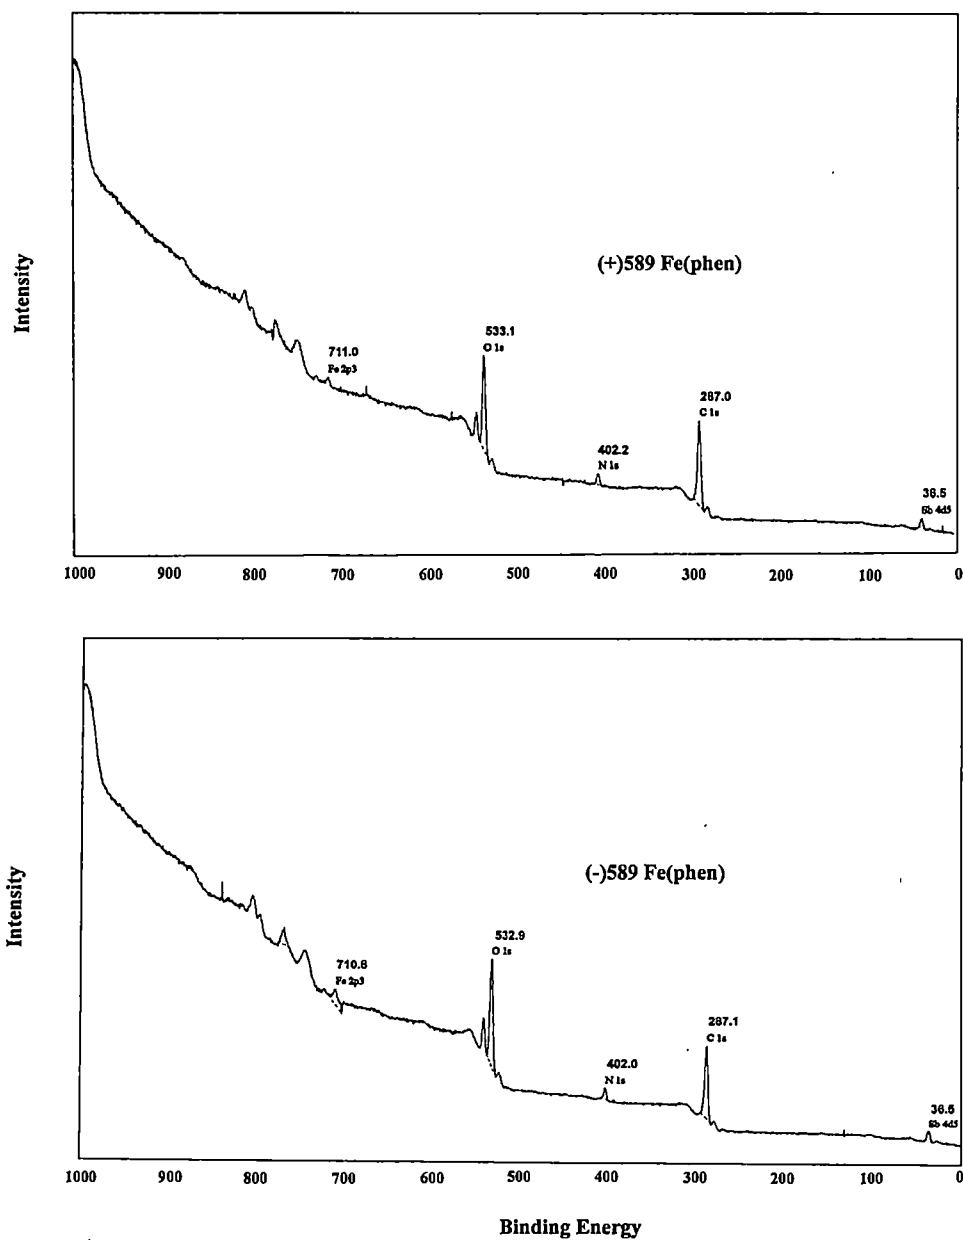 Intensity
(+)589 Fe(phen)
711.0
Fe 2p3
533.1
O 1s
402.2
N 1s
287.0
C 1s
36.5
Sb 4d5
1000 900 800 700 600 500 400 300 200 100 0
Intensity
(-)589 Fe(phen)
710.8
Fe 2p3
532.9
O 1s
402.0
N 1s
287.1
C 1s
36.5
Sb 4d5
1000 900 800 700 600 500 400 300 200 100 0
Binding Energy